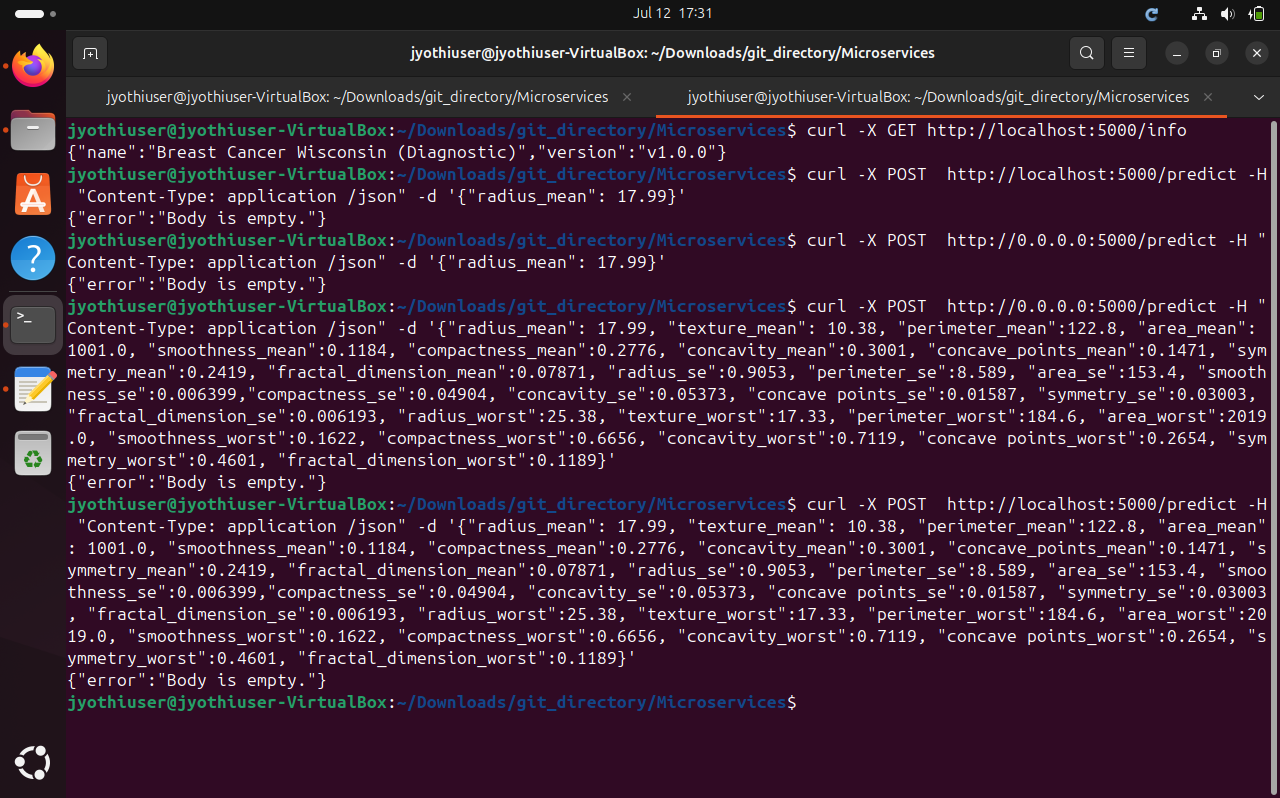 Jul 12 17:31
jyothiuser@jyothiuser-VirtualBox: ~/Downloads/git_directory/Microservices
jyothiuser@jyothiuser-VirtualBox: ~/Downloads/git_directory/Microservices × jyothiuser@jyothiuser-VirtualBox: ~/Downloads/git_directory/Microservices ×
jyothiuser@jyothiuser-VirtualBox:~/Downloads/git_directory/Microservices$ curl -X GET http://localhost:5000/info
{"name":"Breast Cancer Wisconsin (Diagnostic)","version":"v1.0.0"}
jyothiuser@jyothiuser-VirtualBox:~/Downloads/git_directory/Microservices$ curl -X POST  http://localhost:5000/predict -H
 "Content-Type: application /json" -d '{"radius_mean": 17.99}'
{"error":"Body is empty."}
jyothiuser@jyothiuser-VirtualBox:~/Downloads/git_directory/Microservices$ curl -X POST  http://0.0.0.0:5000/predict -H "
Content-Type: application /json" -d '{"radius_mean": 17.99}'
{"error":"Body is empty."}
jyothiuser@jyothiuser-VirtualBox:~/Downloads/git_directory/Microservices$ curl -X POST  http://0.0.0.0:5000/predict -H "
Content-Type: application /json" -d '{"radius_mean": 17.99, "texture_mean": 10.38, "perimeter_mean":122.8, "area_mean":
1001.0, "smoothness_mean":0.1184, "compactness_mean":0.2776, "concavity_mean":0.3001, "concave_points_mean":0.1471, "sym
metry_mean":0.2419, "fractal_dimension_mean":0.07871, "radius_se":0.9053, "perimeter_se":8.589, "area_se":153.4, "smooth
ness_se":0.006399,"compactness_se":0.04904, "concavity_se":0.05373, "concave points_se":0.01587, "symmetry_se":0.03003,
"fractal_dimension_se":0.006193, "radius_worst":25.38, "texture_worst":17.33, "perimeter_worst":184.6, "area_worst":2019
.0, "smoothness_worst":0.1622, "compactness_worst":0.6656, "concavity_worst":0.7119, "concave points_worst":0.2654, "sym
metry_worst":0.4601, "fractal_dimension_worst":0.1189}'
{"error":"Body is empty."}
jyothiuser@jyothiuser-VirtualBox:~/Downloads/git_directory/Microservices$ curl -X POST  http://localhost:5000/predict -H
 "Content-Type: application /json" -d '{"radius_mean": 17.99, "texture_mean": 10.38, "perimeter_mean":122.8, "area_mean"
: 1001.0, "smoothness_mean":0.1184, "compactness_mean":0.2776, "concavity_mean":0.3001, "concave_points_mean":0.1471, "s
ymmetry_mean":0.2419, "fractal_dimension_mean":0.07871, "radius_se":0.9053, "perimeter_se":8.589, "area_se":153.4, "smoo
thness_se":0.006399,"compactness_se":0.04904, "concavity_se":0.05373, "concave points_se":0.01587, "symmetry_se":0.03003
, "fractal_dimension_se":0.006193, "radius_worst":25.38, "texture_worst":17.33, "perimeter_worst":184.6, "area_worst":20
19.0, "smoothness_worst":0.1622, "compactness_worst":0.6656, "concavity_worst":0.7119, "concave points_worst":0.2654, "s
ymmetry_worst":0.4601, "fractal_dimension_worst":0.1189}'
{"error":"Body is empty."}
jyothiuser@jyothiuser-VirtualBox:~/Downloads/git_directory/Microservices$